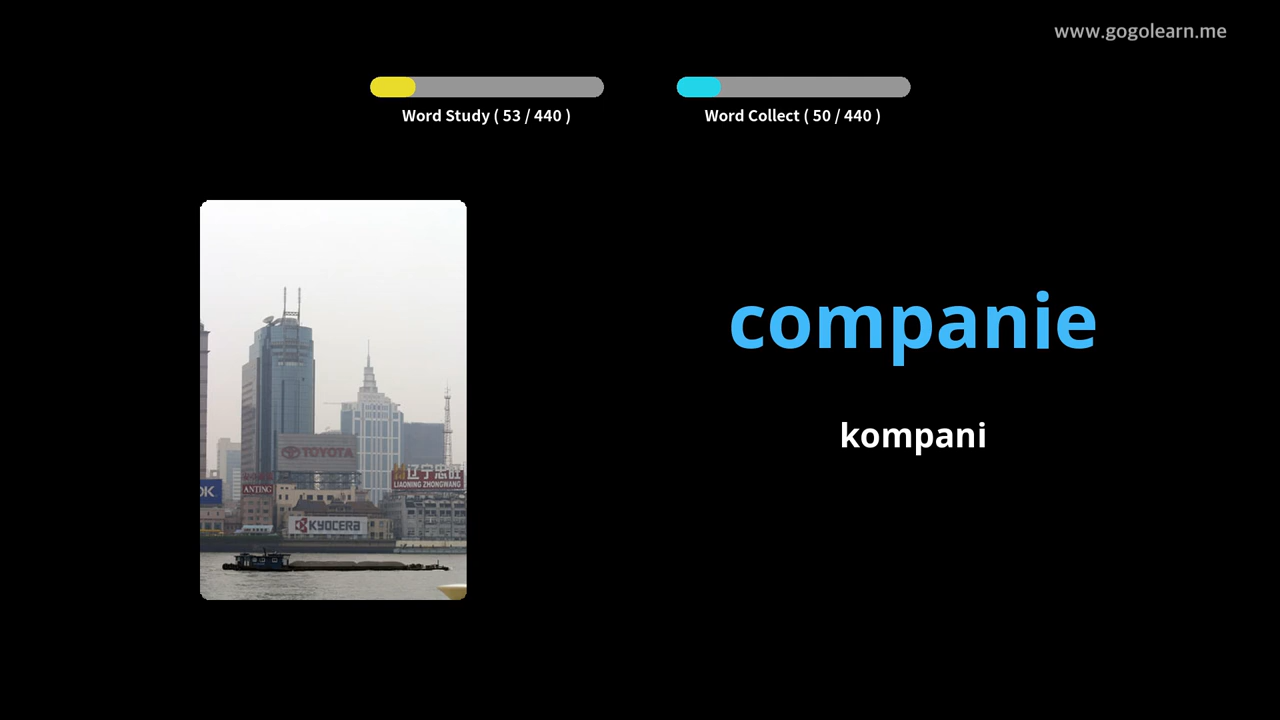 www.gogolearn.me
Word Study ( 53 / 440 )
Word Collect ( 50 / 440 )
companie
kompani
TOYOTA
辽宁忠旺
LIAONING ZHONGWANG
ANTING
KYOCERA